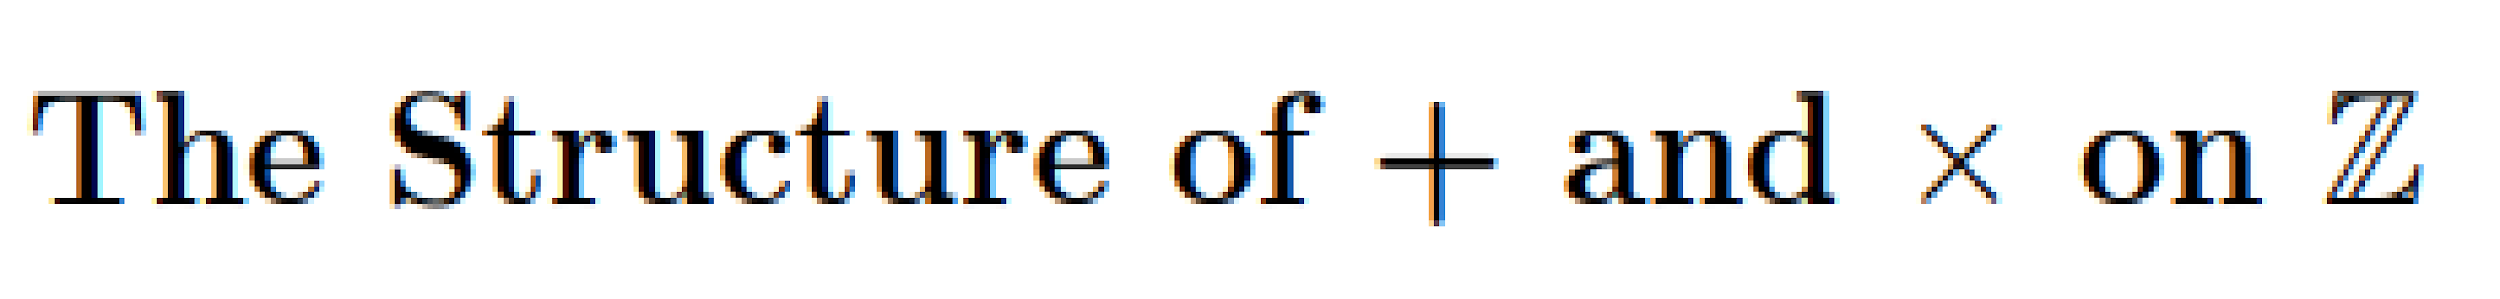 The Structure of + and × on ℤ